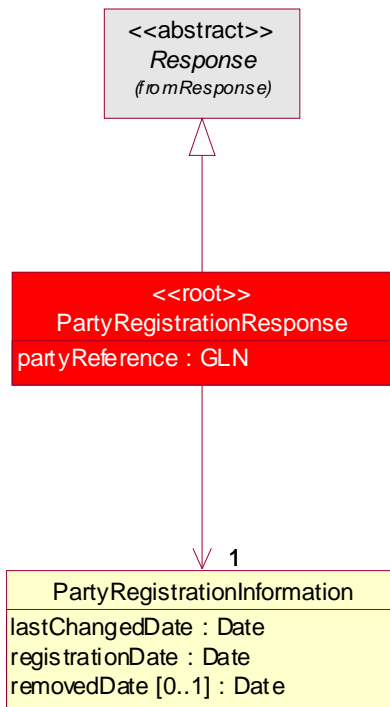 <<abstract>>
Response
(fromResponse)
<<root>>
PartyRegistrationResponse
partyReference : GLN
1
PartyRegistrationInformation
lastChangedDate : Date
registrationDate : Date
removedDate [0..1] : Date